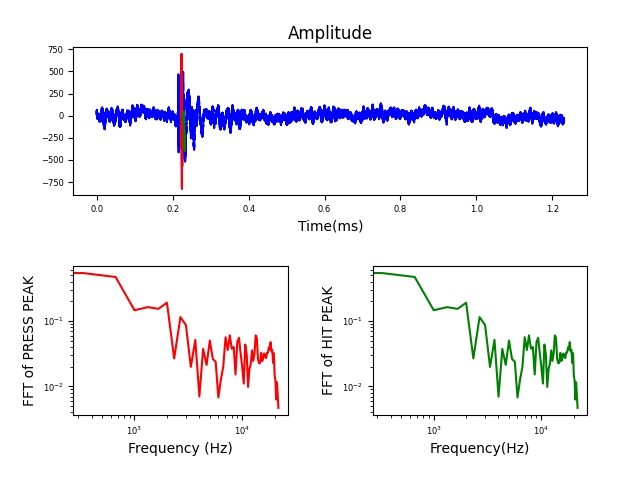 Amplitude
750
500
250
0
−250
−500
−750
0.0 0.2 0.4 0.6 0.8 1.0 1.2
Time(ms)
FFT of PRESS PEAK
10⁻¹
10⁻²
10³ 10⁴
Frequency (Hz)
FFT of HIT PEAK
10⁻¹
10⁻²
10³ 10⁴
Frequency(Hz)